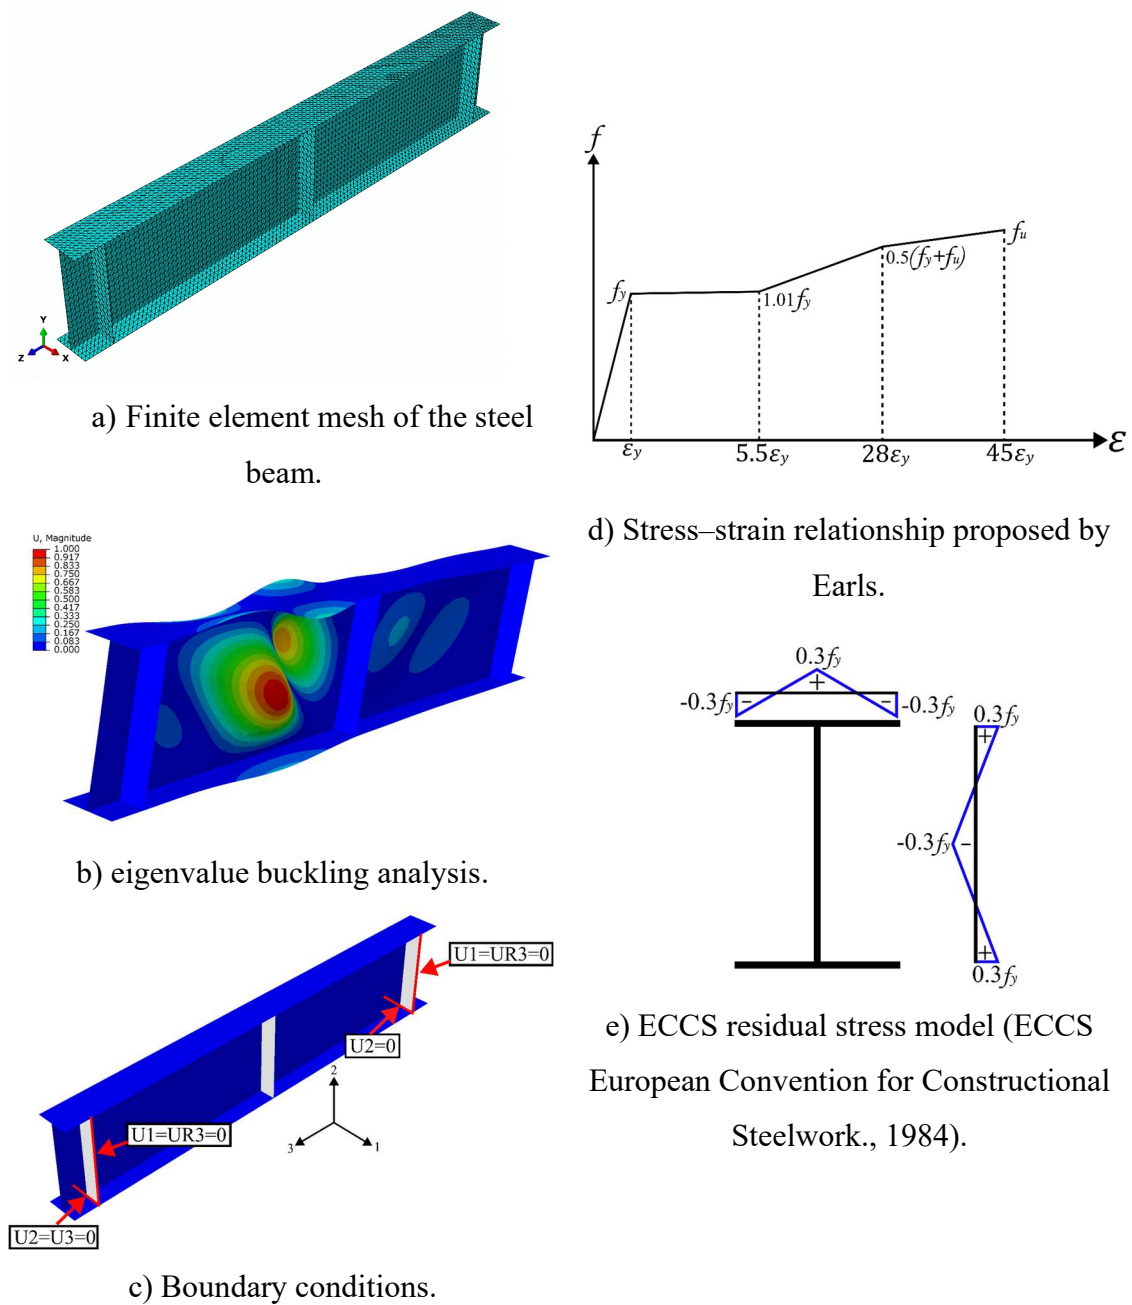 Y
Z
X
a) Finite element mesh of the steel
beam.
U, Magnitude
1.000
0.917
0.833
0.750
0.667
0.583
0.500
0.417
0.333
0.250
0.167
0.083
0.000
b) eigenvalue buckling analysis.
U1=UR3=0
U2=0
2
3
1
U1=UR3=0
U2=U3=0
c) Boundary conditions.
f
fy
1.01fy
0.5(fy+fu)
fu
εy
5.5εy
28εy
45εy
ε
d) Stress–strain relationship proposed by
Earls.
0.3fy
+
-0.3fy
-
-
-0.3fy
0.3fy
+
-0.3fy
-
+
0.3fy
e) ECCS residual stress model (ECCS
European Convention for Constructional
Steelwork., 1984).